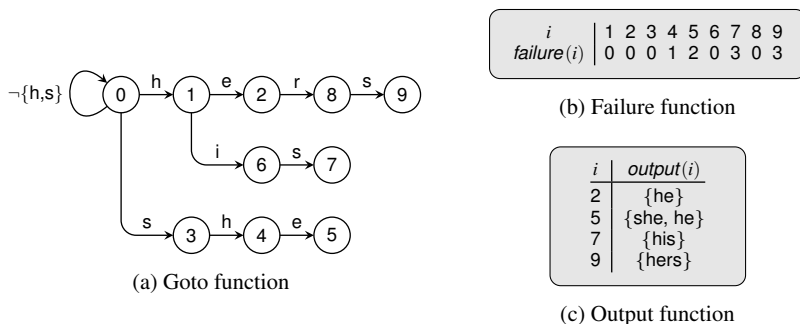 ¬{h,s} 0 h 1 e 2 r 8 s 9
i 6 s 7
s 3 h 4 e 5
(a) Goto function
i 1 2 3 4 5 6 7 8 9
failure(i) 0 0 0 1 2 0 3 0 3
(b) Failure function
i output(i)
2 {he}
5 {she, he}
7 {his}
9 {hers}
(c) Output function